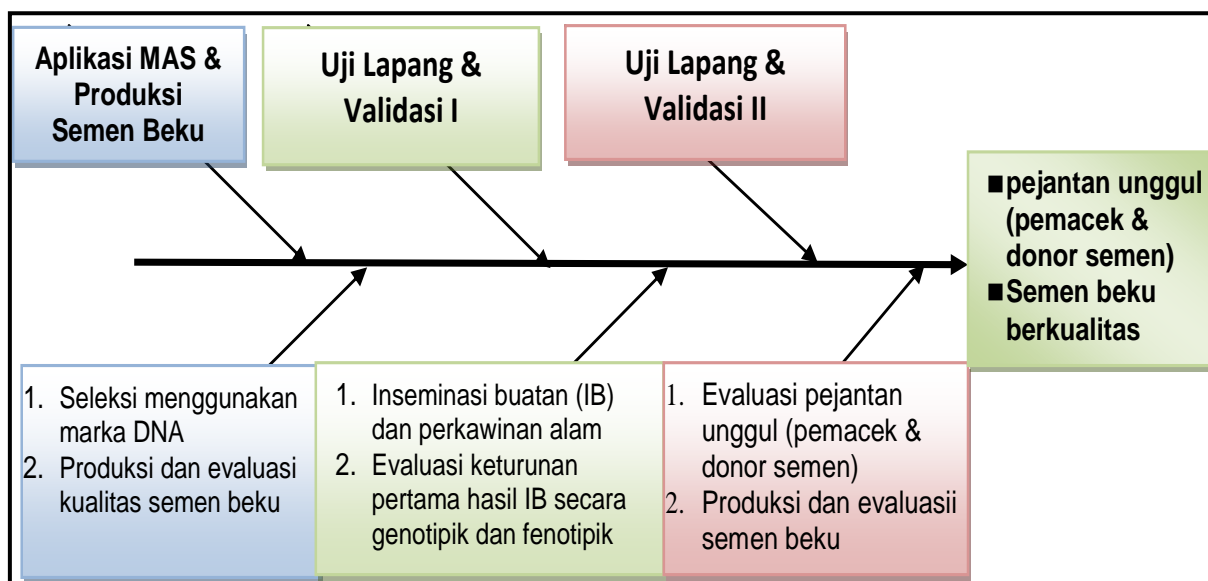 Aplikasi MAS &
Produksi
Semen Beku
Uji Lapang &
Validasi I
Uji Lapang &
Validasi II
■pejantan unggul
(pemacek &
donor semen)
■Semen beku
berkualitas
1. Seleksi menggunakan
marka DNA
2. Produksi dan evaluasi
kualitas semen beku
1. Inseminasi buatan (IB)
dan perkawinan alam
2. Evaluasi keturunan
pertama hasil IB secara
genotipik dan fenotipik
1. Evaluasi pejantan
unggul (pemacek &
donor semen)
2. Produksi dan evaluasii
semen beku